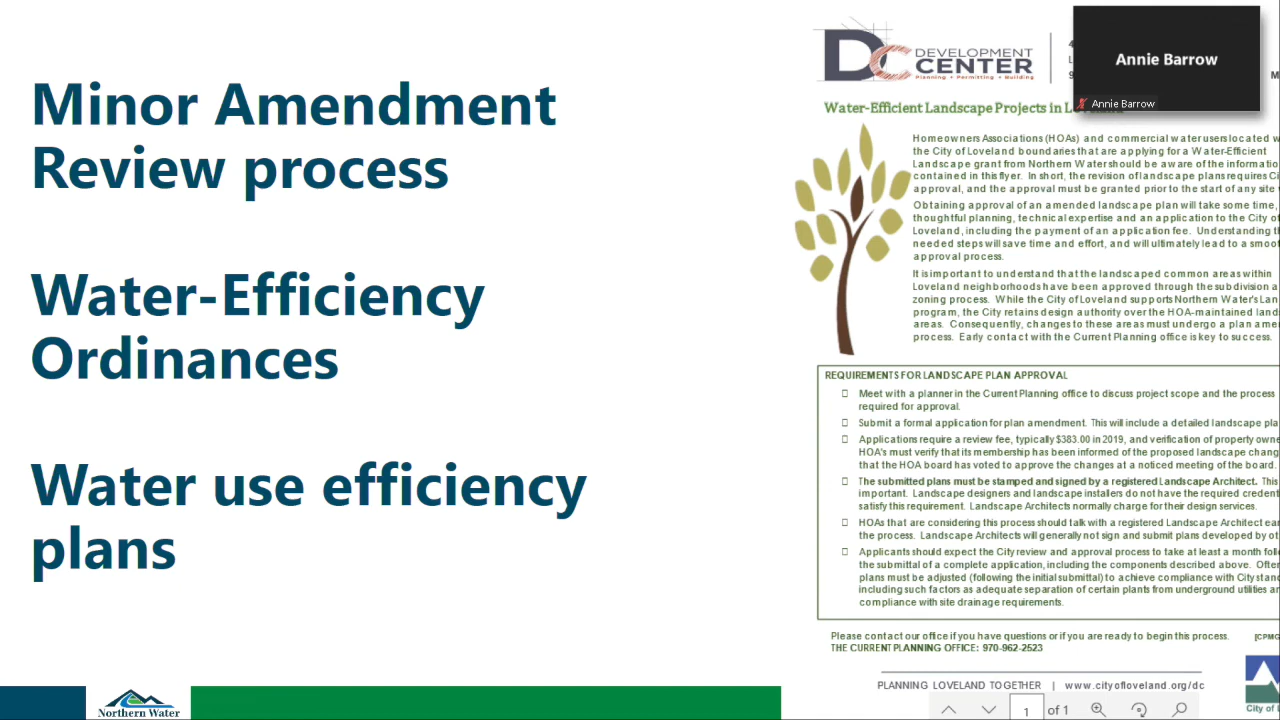 Minor Amendment
Review process
Water-Efficiency
Ordinances
Water use efficiency
plans
Northern Water
DC DEVELOPMENT
CENTER
Planning • Permitting • Building
Annie Barrow
Annie Barrow
Water-Efficient Landscape Projects in
Homeowners Associations (HOAs) and commercial water users located
the City of Loveland boundaries that are applying for a Water-Efficient
Landscape grant from Northern Water should be aware of the
contained in this flyer. In short, the revision of landscape plans requires
approval, and the approval must be granted prior to the start of any site
Obtaining approval of an amended landscape plan will take some time,
thoughtful planning, technical expertise and an application to the City of
Loveland, including the payment of an application fee. Understanding
needed steps will save time and effort, and will ultimately lead to a
approval process.
It is important to understand that the landscaped common areas within
Loveland neighborhoods have been approved through the subdivision
zoning process. While the City of Loveland supports Northern Water's
program, the City retains design authority over the HOA-maintained
areas. Consequently, changes to these areas must undergo a plan
process. Early contact with the Current Planning office is key to success.
REQUIREMENTS FOR LANDSCAPE PLAN APPROVAL
Meet with a planner in the Current Planning office to discuss project scope and the process
required for approval.
Submit a formal application for plan amendment. This will include a detailed landscape
Applications require a review fee, typically $383.00 in 2019, and verification of property
HOA's must verify that its membership has been informed of the proposed landscape
that the HOA board has voted to approve the changes at a noticed meeting of the board.
The submitted plans must be stamped and signed by a registered Landscape Architect. This
important. Landscape designers and landscape installers do not have the required
satisfy this requirement. Landscape Architects normally charge for their design services.
HOAs that are considering this process should talk with a registered Landscape Architect
the process. Landscape Architects will generally not sign and submit plans developed by
Applicants should expect the City review and approval process to take at least a month
the submittal of a complete application, including the components described above.
plans must be adjusted (following the initial submittal) to achieve compliance with City
including such factors as adequate separation of certain plants from underground utilities
compliance with site drainage requirements.
Please contact our office if you have questions or if you are ready to begin this process.
THE CURRENT PLANNING OFFICE: 970-962-2523
PLANNING LOVELAND TOGETHER | www.cityofloveland.org/dc
City of
1 of 1